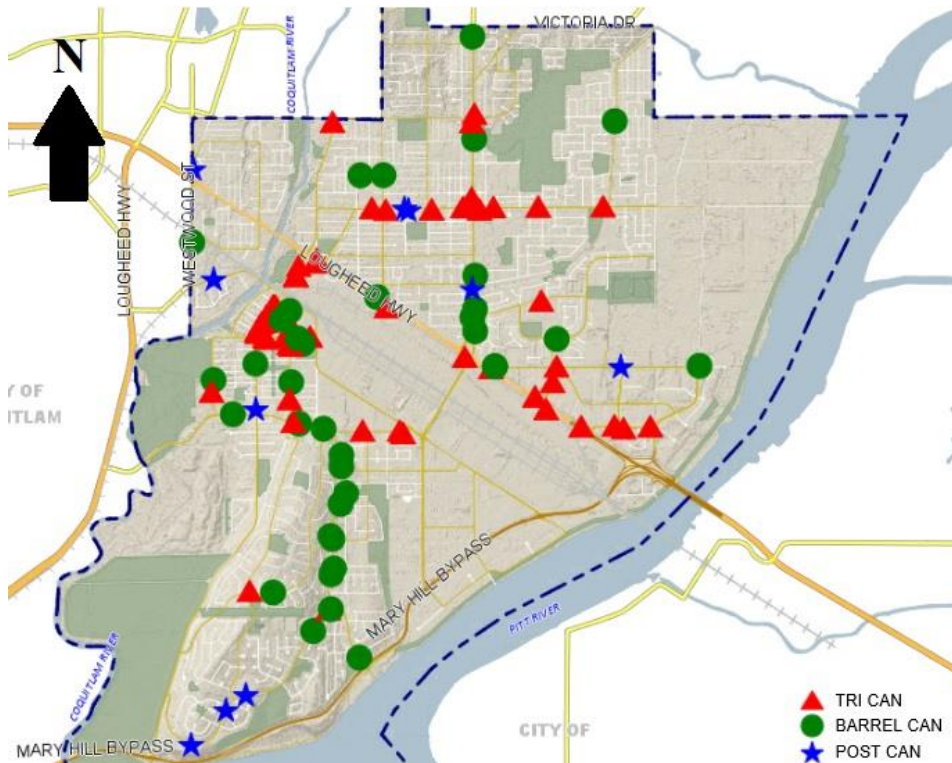 VICTORIA DR
N
COQUITLAM RIVER
LOUGHEED HWY
WESTWOOD ST
LOUGHEED HWY
Y OF
ITLAM
MARY HILL BYPASS
PITT RIVER
COQUITLAM RIVER
MARY HILL BYPASS
CITY OF
TRI CAN
BARREL CAN
POST CAN